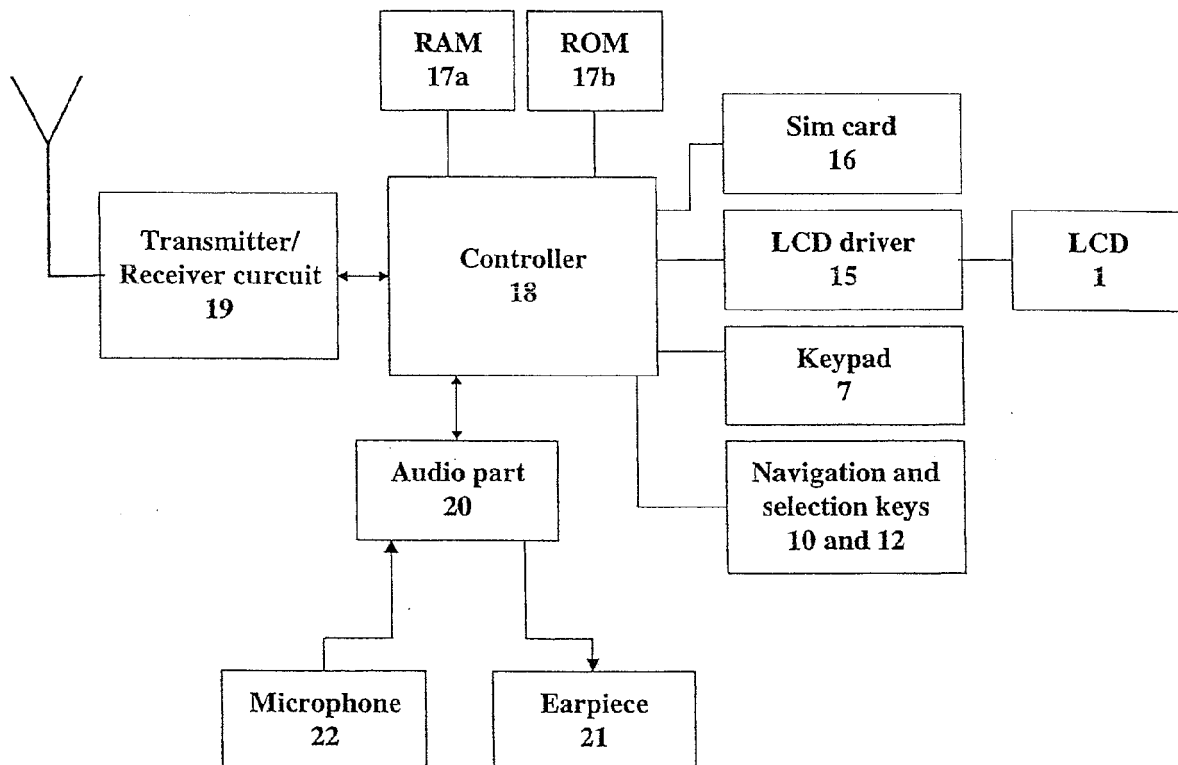 RAM
17a
ROM
17b
Sim card
16
Transmitter/
Receiver curcuit
19
Controller
18
LCD driver
15
LCD
1
Keypad
7
Audio part
20
Navigation and
selection keys
10 and 12
Microphone
22
Earpiece
21